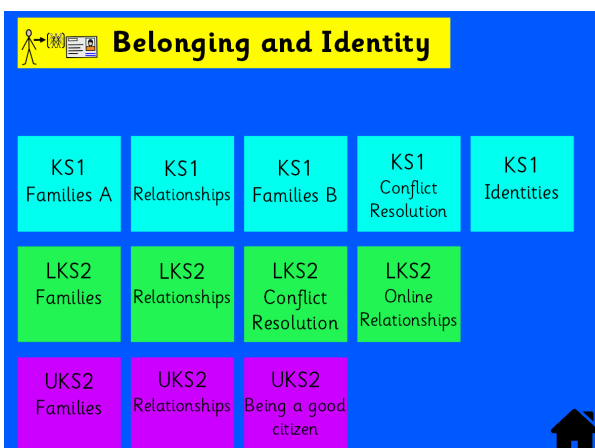 Belonging and Identity
KS1
Families A
KS1
Relationships
KS1
Families B
KS1
Conflict
Resolution
KS1
Identities
LKS2
Families
LKS2
Relationships
LKS2
Conflict
Resolution
LKS2
Online
Relationships
UKS2
Families
UKS2
Relationships
UKS2
Being a good
citizen